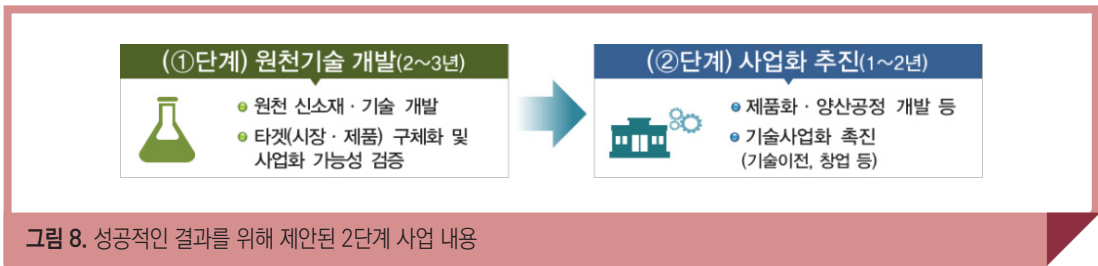 (①단계) 원천기술 개발(2~3년)
원천 신소재 · 기술 개발
타겟(시장 · 제품) 구체화 및
사업화 가능성 검증
(②단계) 사업화 추진(1~2년)
제품화 · 양산공정 개발 등
기술사업화 촉진
(기술이전, 창업 등)
그림 8. 성공적인 결과를 위해 제안된 2단계 사업 내용